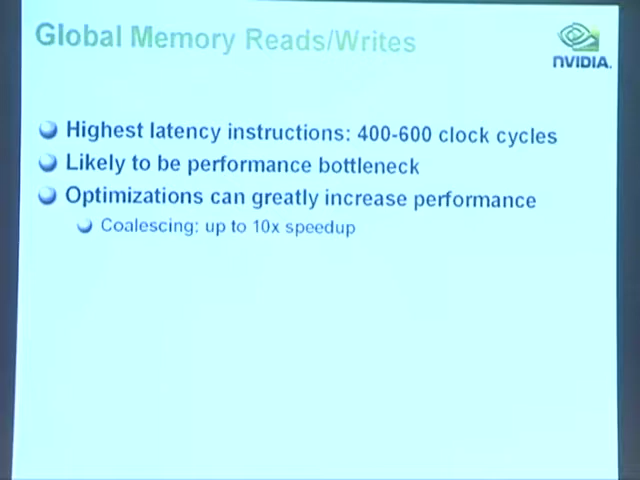 Global Memory Reads/Writes
NVIDIA.
Highest latency instructions: 400-600 clock cycles
Likely to be performance bottleneck
Optimizations can greatly increase performance
Coalescing: up to 10x speedup